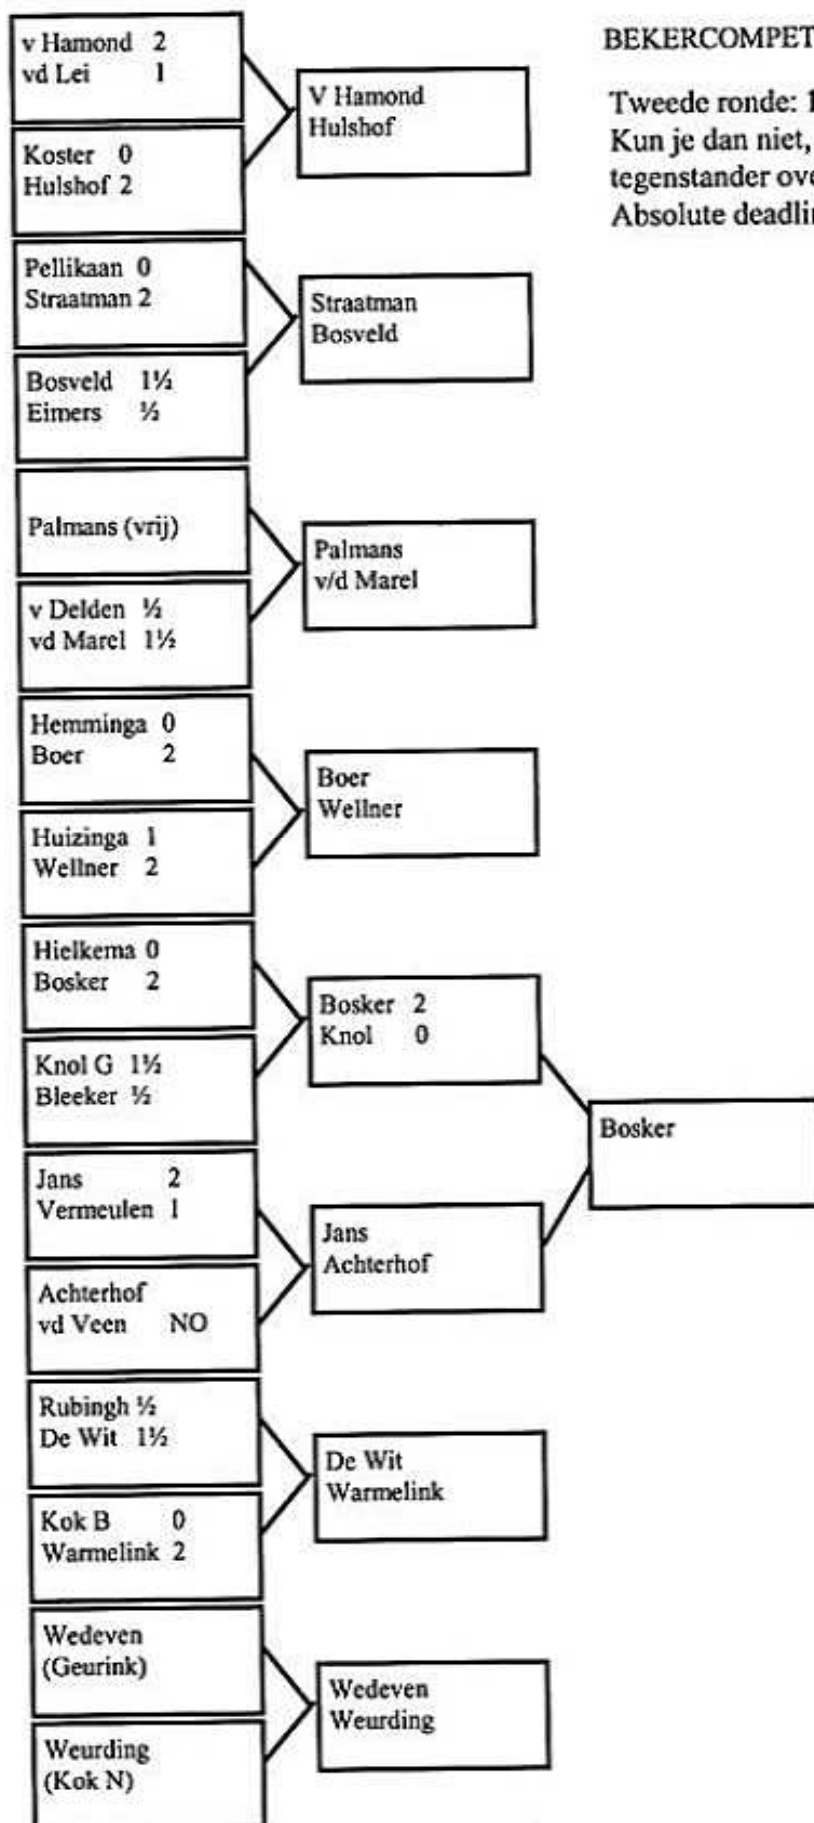 v Hamond 2
vd Lei 1
Koster 0
Hulshof 2
Pellikaan 0
Straatman 2
Bosveld 1½
Eimers ½
Palmans (vrij)
v Delden ½
vd Marel 1½
Hemminga 0
Boer 2
Huizinga 1
Wellner 2
Hielkema 0
Bosker 2
Knol G 1½
Bleeker ½
Jans 2
Vermeulen 1
Achterhof
vd Veen NO
Rubingh ½
De Wit 1½
Kok B 0
Warmelink 2
Wedeven
(Geurink)
Weurding
(Kok N)
V Hamond
Hulshof
Straatman
Bosveld
Palmans
v/d Marel
Boer
Wellner
Bosker 2
Knol 0
Jans
Achterhof
De Wit
Warmelink
Wedeven
Weurding
Bosker
BEKERCOMPET
Tweede ronde: 1
Kun je dan niet,
tegenstander ove
Absolute deadli